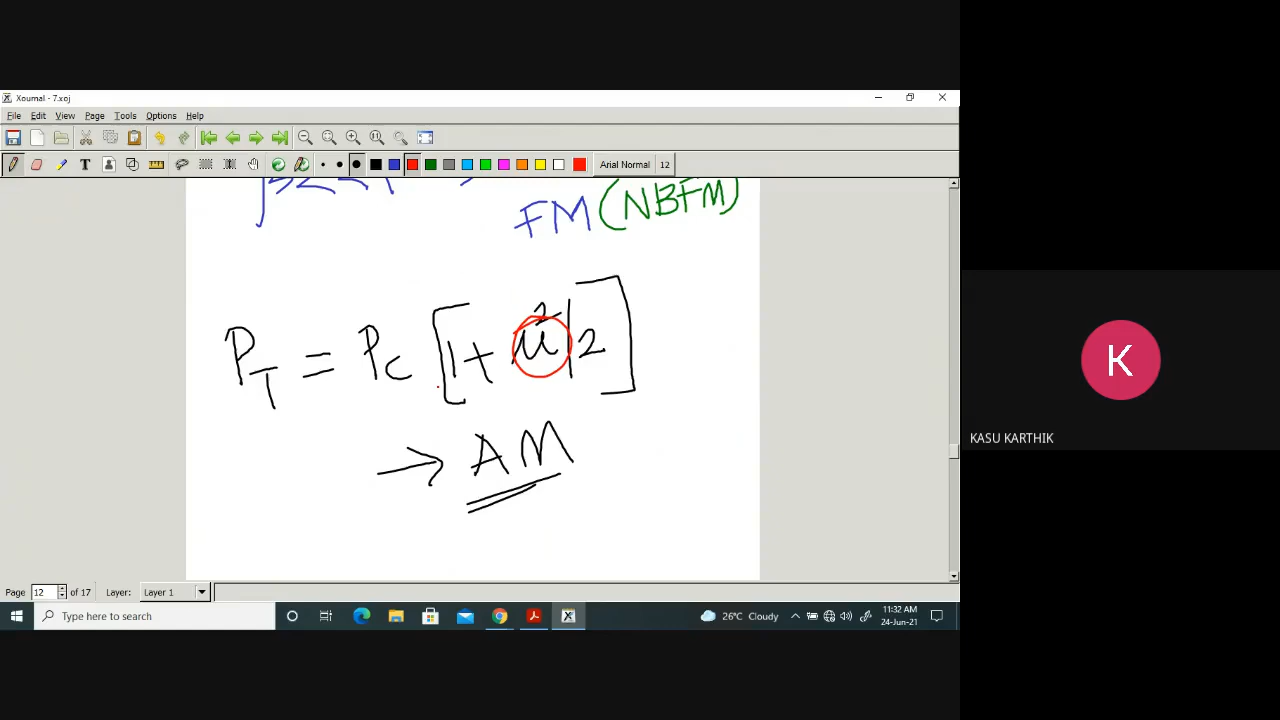 Xournal - 7.xoj
File Edit View Page Tools Options Help
Arial Normal 12
FM (NBFM)
P_T = P_C [1 + μ²|2]
→ AM
Page 12 of 17 Layer: Layer 1
Type here to search
26°C Cloudy
11:32 AM
24-Jun-21
K
KASU KARTHIK